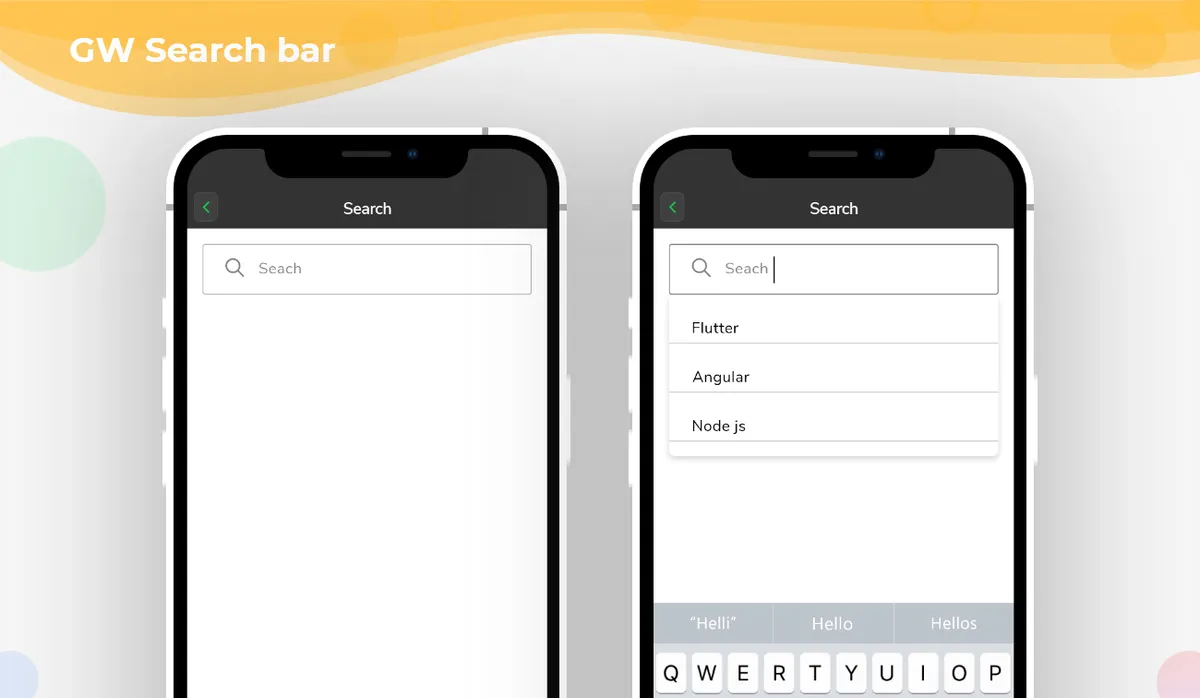 GW Search bar
Search
Seach
Search
Seach
Flutter
Angular
Node js
“Helli” Hello Hellos
Q W E R T Y U I O P